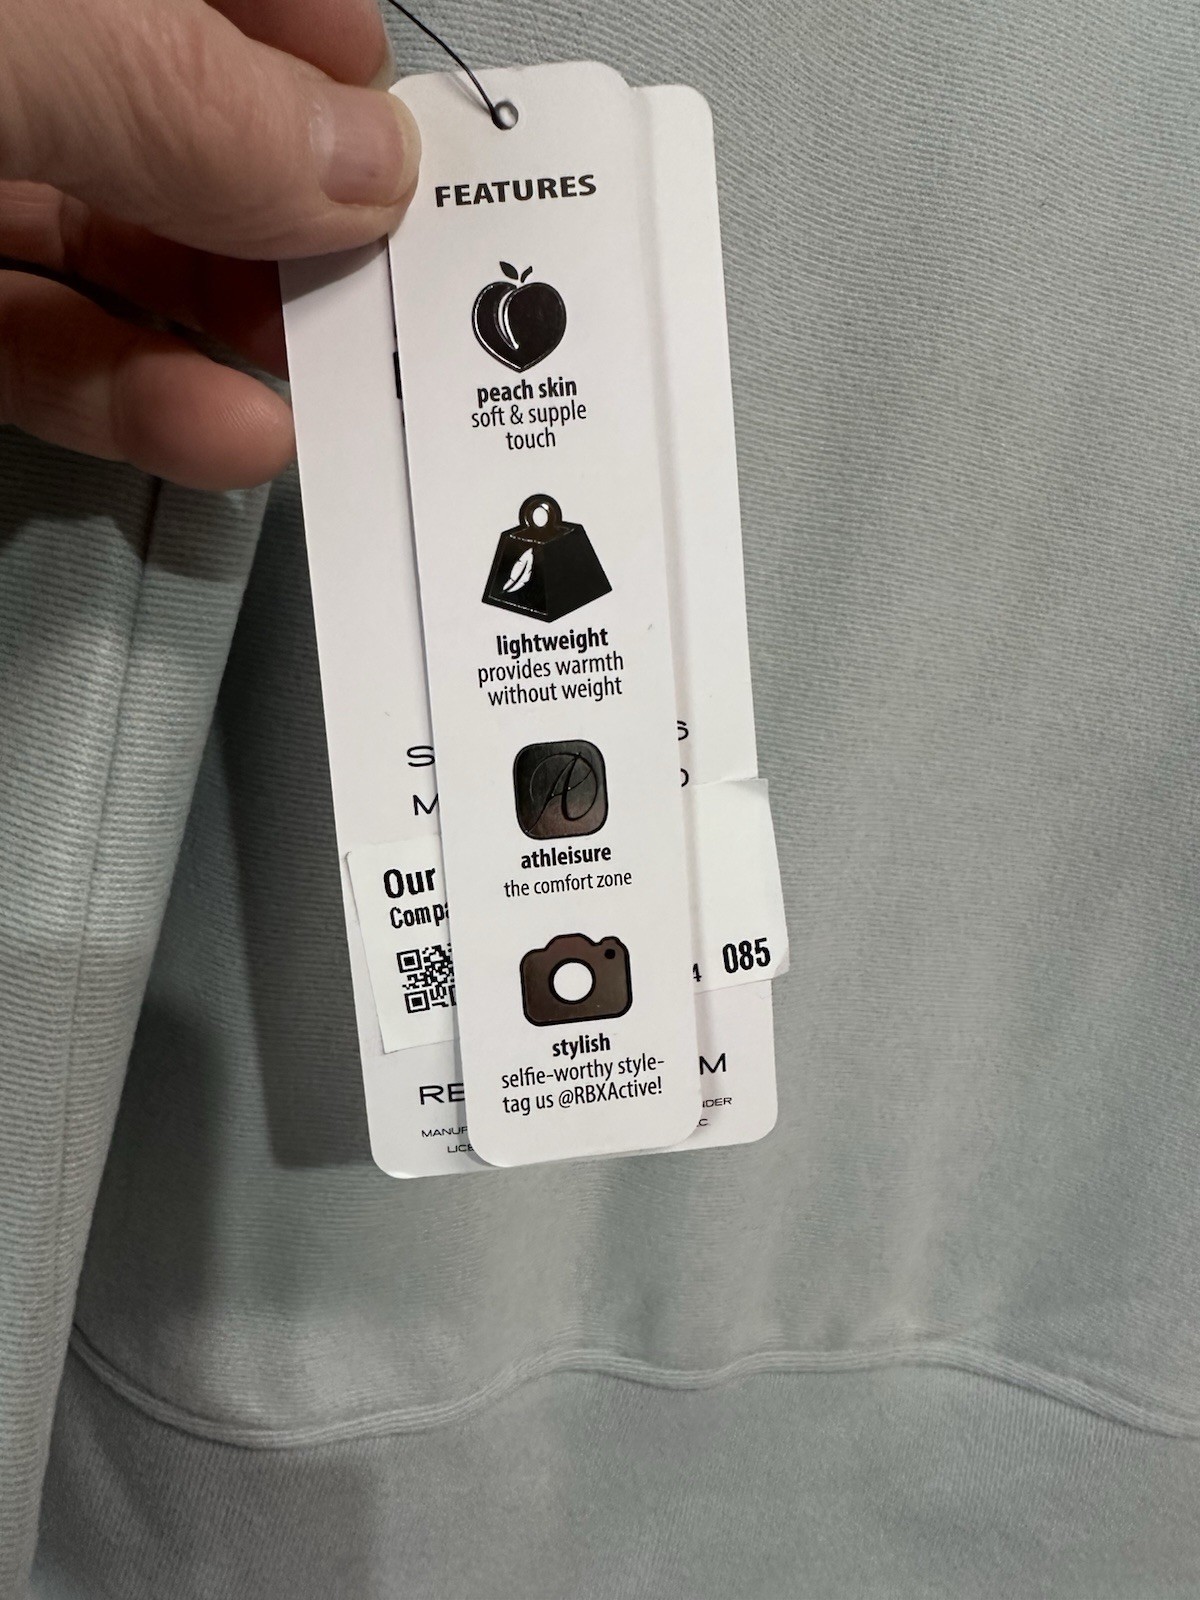 FEATURES
peach skin
soft & supple
touch
lightweight
provides warmth
without weight
A
athleisure
the comfort zone
stylish
selfie-worthy style-
tag us @RBXActive!
Our
085